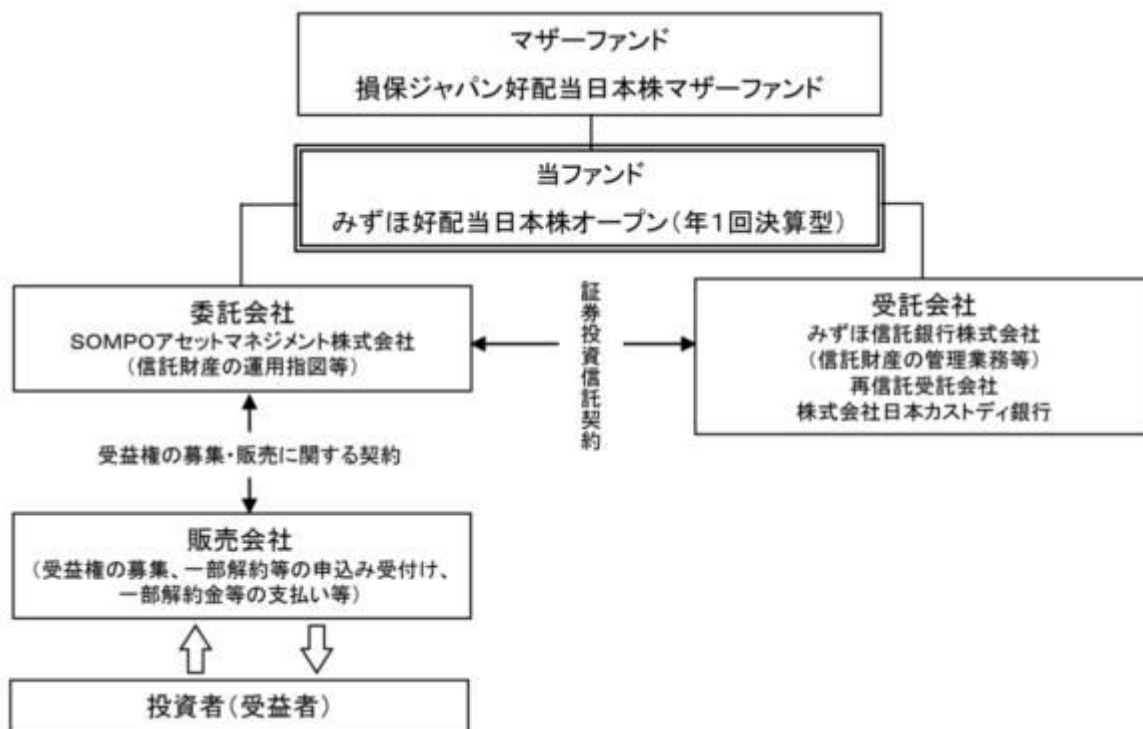 マザーファンド
損保ジャパン好配当日本株マザーファンド
当ファンド
みずほ好配当日本株オープン(年1回決算型)
委託会社
SOMPOアセットマネジメント株式会社
(信託財産の運用指図等)
証券投資信託契約
受託会社
みずほ信託銀行株式会社
(信託財産の管理業務等)
再信託受託会社
株式会社日本カストディ銀行
受益権の募集・販売に関する契約
販売会社
(受益権の募集、一部解約等の申込み受付け、
一部解約金等の支払い等)
投資者(受益者)